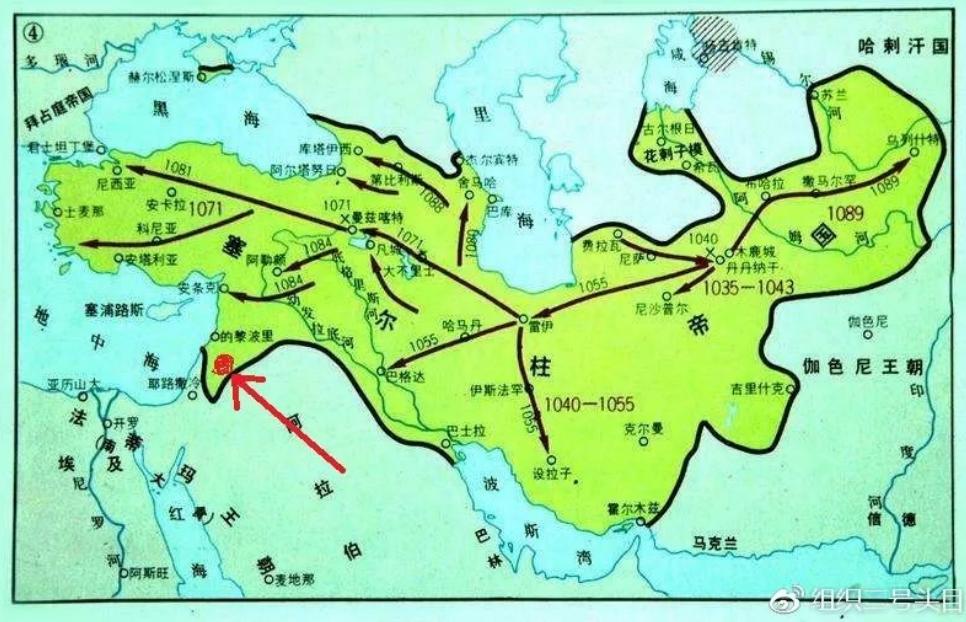 ④
多瑙河
赫尔松涅斯
拜占庭帝国
黑海
里海
咸海
锡尔河
哈剌汗国
苏兰
君士坦丁堡
库塔伊西
阿尔塔努日
第比利斯
杰尔宾特
舍马哈
巴库
古尔根日
花剌子模
希瓦
布哈拉
撒马尔罕
乌列什特
1089
1089
阿姆河
国
尼西亚
1081
安卡拉
1071
1071
曼兹喀特
1088
1080
士麦那
科尼亚
安塔利亚
塞
阿勒颇
1084
1084
凡城
1071
大不里士
费拉瓦
尼萨
1040
木鹿城
丹丹纳干
1035—1043
尼沙普尔
1055
安条克
塞浦路斯
底格里斯河
幼发拉底河
尔
哈马丹
雷伊
帝
伽色尼
伽色尼王朝
地中海
的黎波里
1055
巴格达
柱
伊斯法罕
1040—1055
1055
吉里什克
亚历山大
耶路撒冷
法蒂玛王朝
开罗
埃及
尼罗河
红海
阿拉伯
巴士拉
设拉子
克尔曼
印度河
信德
波斯湾
巴林
霍尔木兹
马克兰
阿斯旺
麦地那
组织二号头目